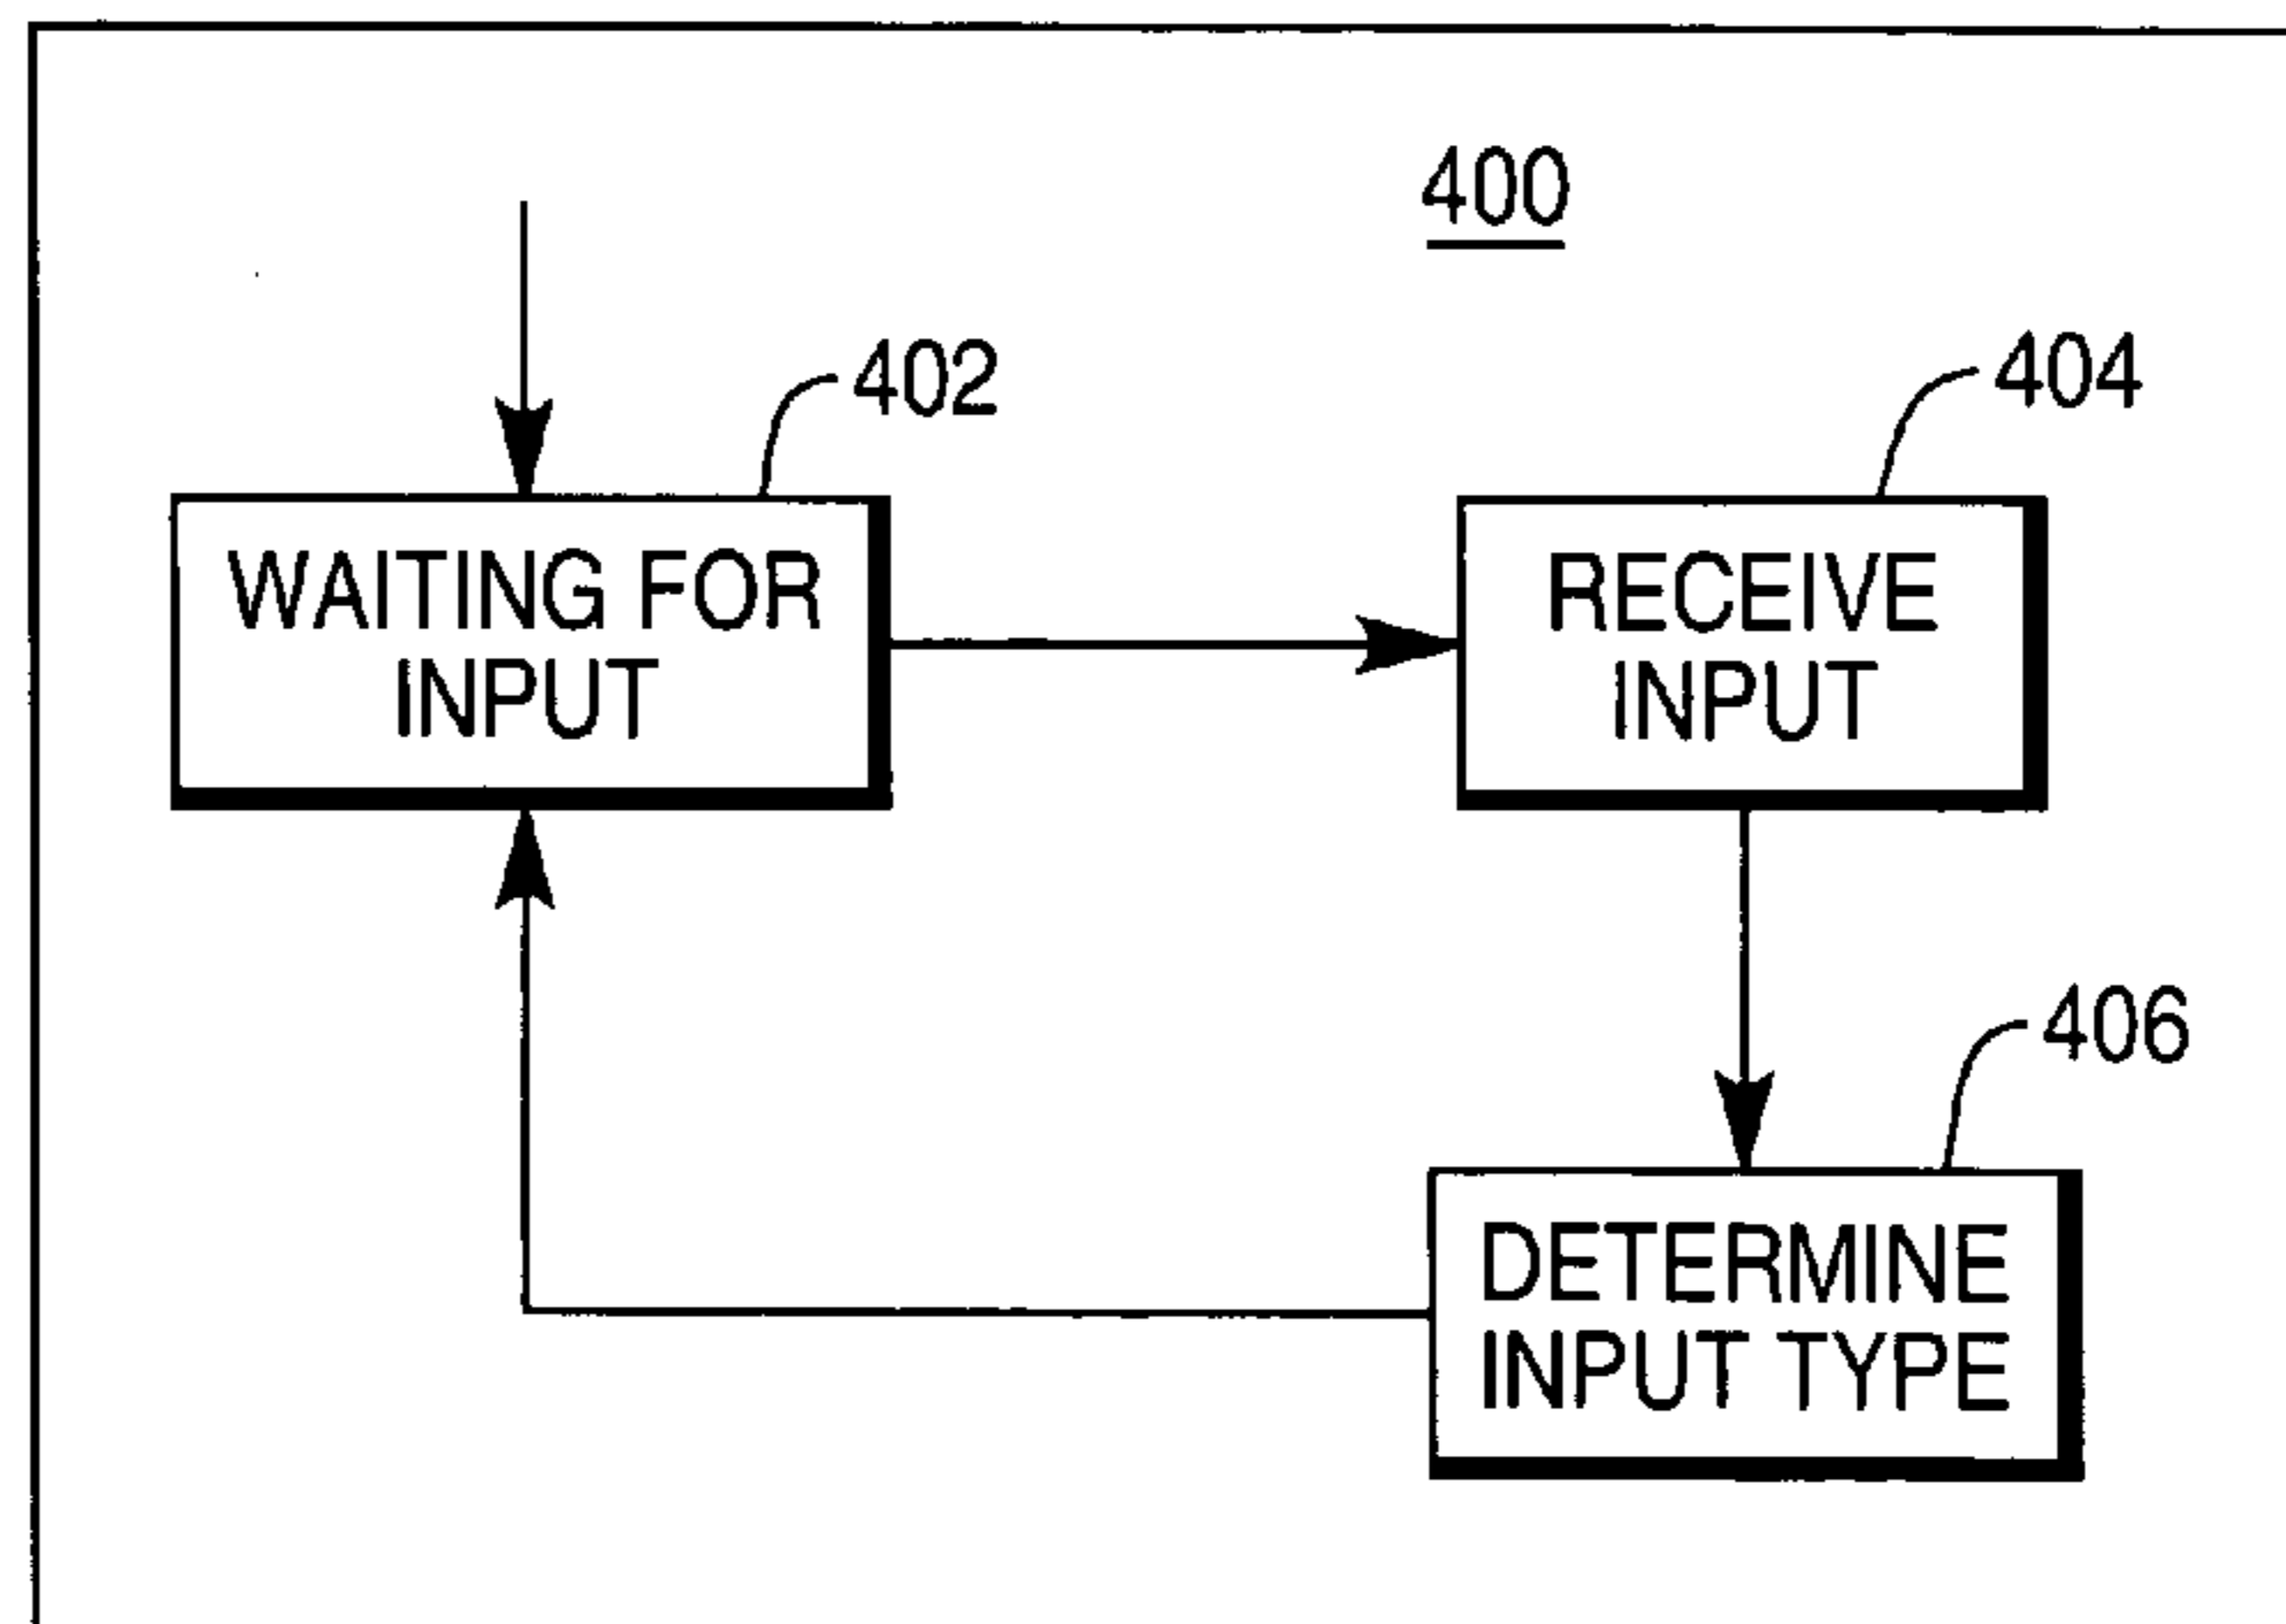 400
402
404
WAITING FOR
INPUT
RECEIVE
INPUT
406
DETERMINE
INPUT TYPE